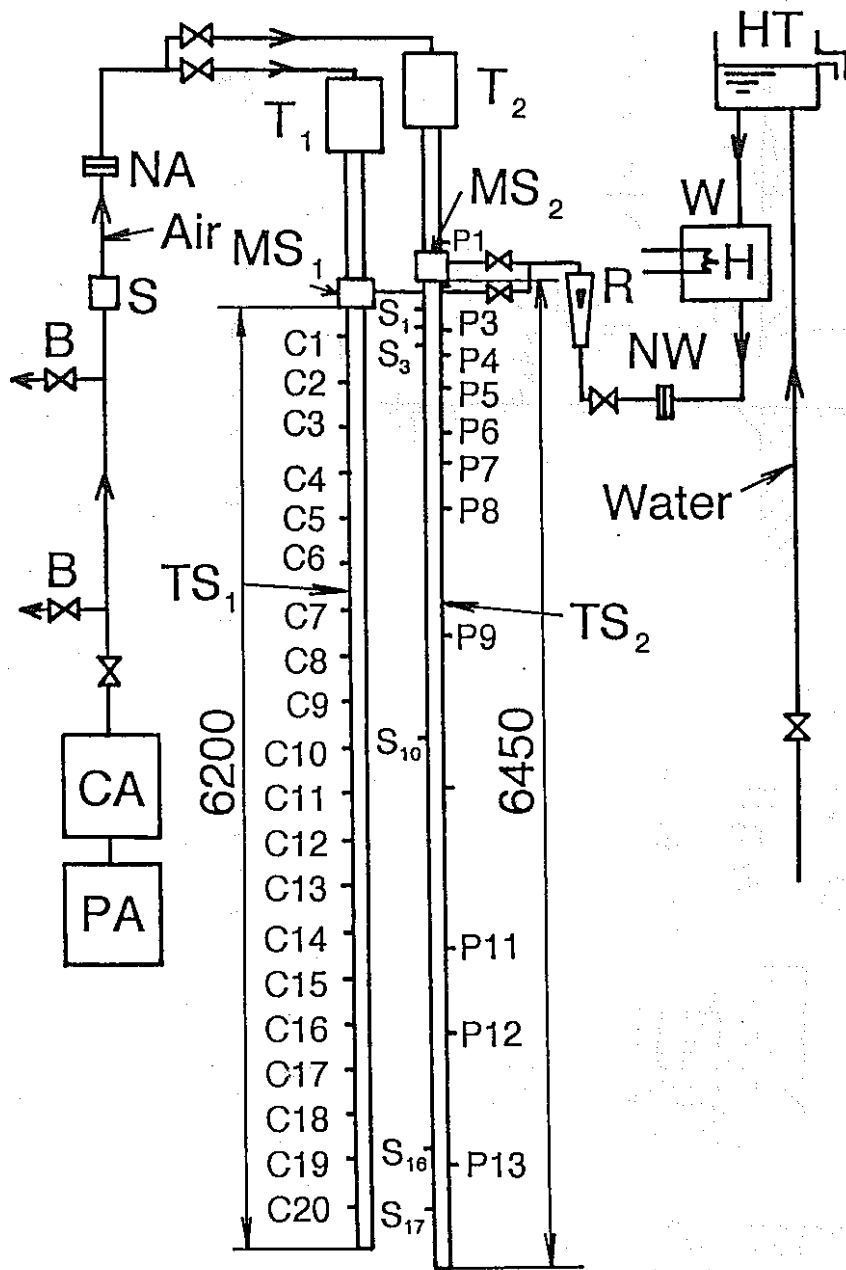 HT
T₁
T₂
NA
Air
MS₁
MS₂
P1
W
H
S
R
B
NW
S₁
S₃
P3
P4
P5
P6
P7
P8
P9
P11
P12
P13
C1
C2
C3
C4
C5
C6
C7
C8
C9
C10
C11
C12
C13
C14
C15
C16
C17
C18
C19
C20
Water
B
TS₁
TS₂
6200
6450
S₁₀
CA
PA
S₁₆
S₁₇